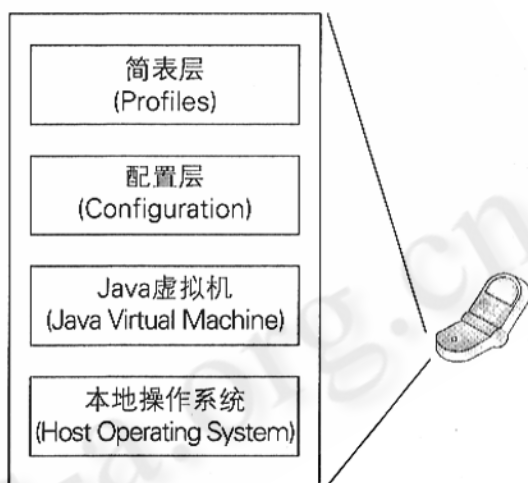 简表层
(Profiles)
配置层
(Configuration)
Java虚拟机
(Java Virtual Machine)
本地操作系统
(Host Operating System)